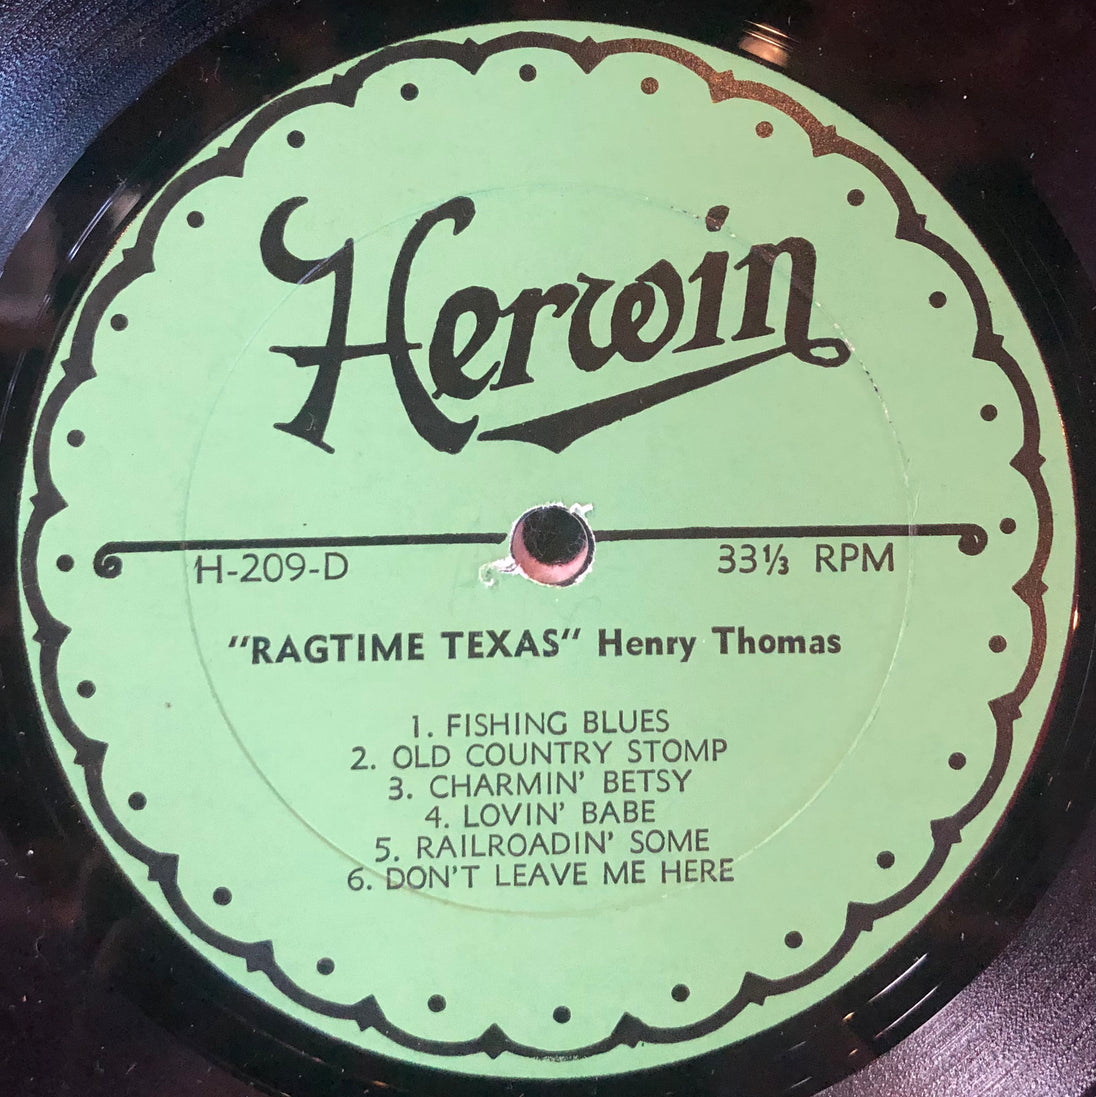 Herwin
H-209-D 33⅓ RPM
"RAGTIME TEXAS" Henry Thomas
1. FISHING BLUES
2. OLD COUNTRY STOMP
3. CHARMIN' BETSY
4. LOVIN' BABE
5. RAILROADIN' SOME
6. DON'T LEAVE ME HERE